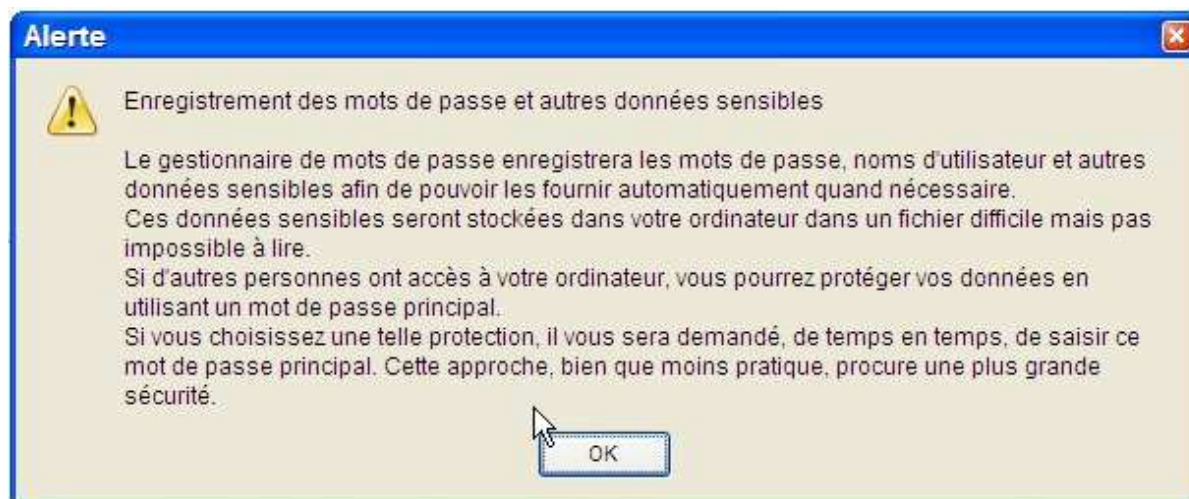 Alerte
Enregistrement des mots de passe et autres données sensibles
Le gestionnaire de mots de passe enregistrera les mots de passe, noms d'utilisateur et autres
données sensibles afin de pouvoir les fournir automatiquement quand nécessaire.
Ces données sensibles seront stockées dans votre ordinateur dans un fichier difficile mais pas
impossible à lire.
Si d'autres personnes ont accès à votre ordinateur, vous pourrez protéger vos données en
utilisant un mot de passe principal.
Si vous choisissez une telle protection, il vous sera demandé, de temps en temps, de saisir ce
mot de passe principal. Cette approche, bien que moins pratique, procure une plus grande
sécurité.
OK